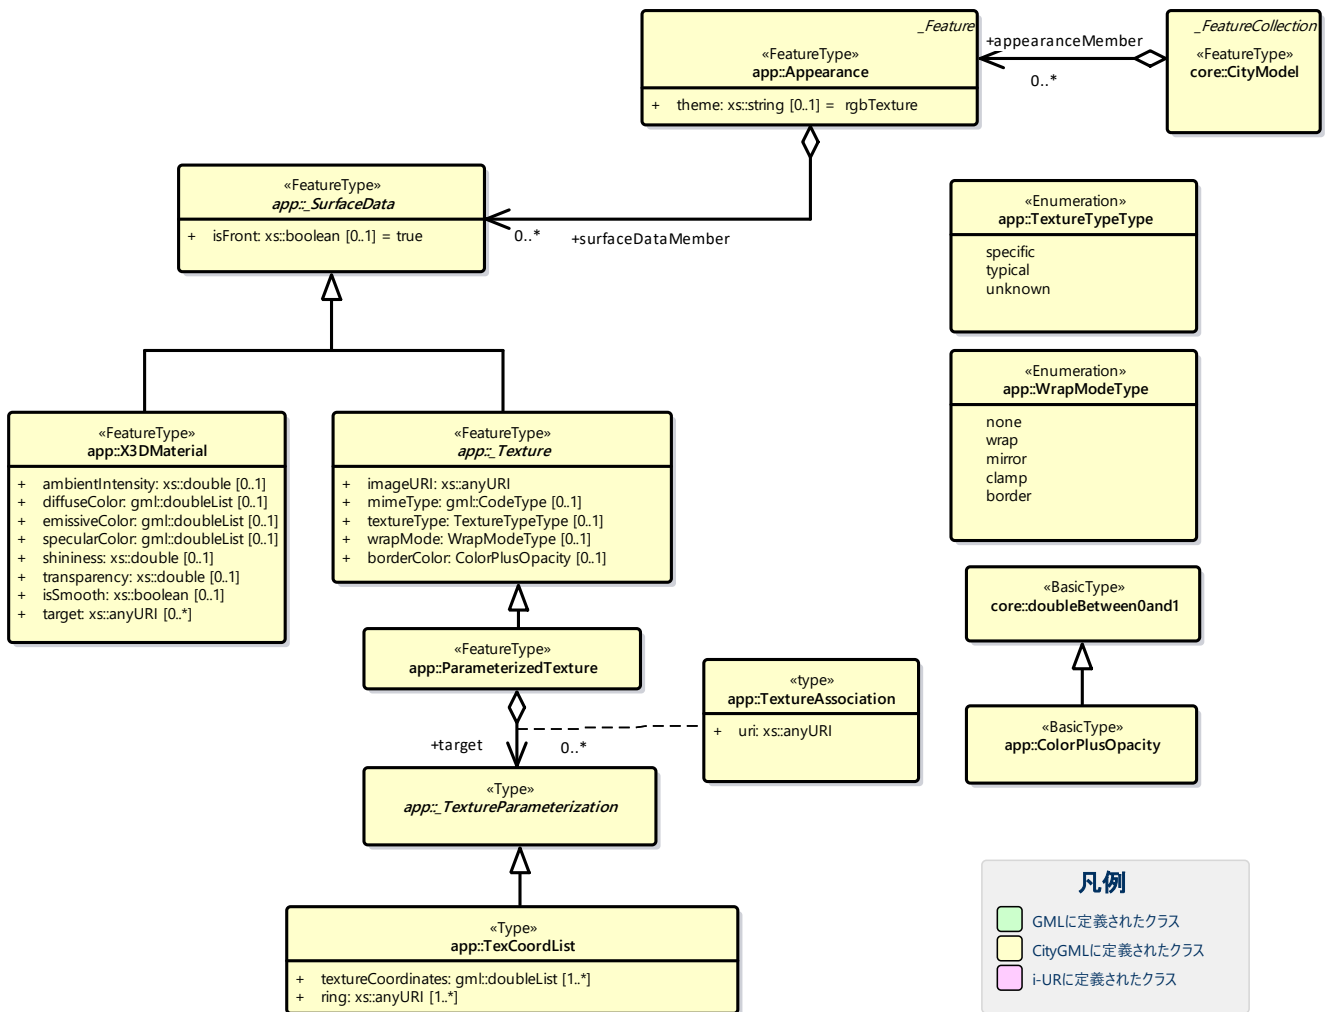 _Feature
«FeatureType»
app::Appearance
+ theme: xs::string [0..1] = rgbTexture
+appearanceMember
0..*
_FeatureCollection
«FeatureType»
core::CityModel
«FeatureType»
app::_SurfaceData
+ isFront: xs::boolean [0..1] = true
0..*
+surfaceDataMember
«Enumeration»
app::TextureTypeType
specific
typical
unknown
«Enumeration»
app::WrapModeType
none
wrap
mirror
clamp
border
«FeatureType»
app::X3DMaterial
+ ambientIntensity: xs::double [0..1]
+ diffuseColor: gml::doubleList [0..1]
+ emissiveColor: gml::doubleList [0..1]
+ specularColor: gml::doubleList [0..1]
+ shininess: xs::double [0..1]
+ transparency: xs::double [0..1]
+ isSmooth: xs::boolean [0..1]
+ target: xs::anyURI [0..*]
«FeatureType»
app::_Texture
+ imageURI: xs::anyURI
+ mimeType: gml::CodeType [0..1]
+ textureType: TextureTypeType [0..1]
+ wrapMode: WrapModeType [0..1]
+ borderColor: ColorPlusOpacity [0..1]
«BasicType»
core::doubleBetween0and1
«FeatureType»
app::ParameterizedTexture
«type»
app::TextureAssociation
+ uri: xs::anyURI
«BasicType»
app::ColorPlusOpacity
+target
0..*
«Type»
app::_TextureParameterization
«Type»
app::TexCoordList
+ textureCoordinates: gml::doubleList [1..*]
+ ring: xs::anyURI [1..*]
凡例
GMLに定義されたクラス
CityGMLに定義されたクラス
i-URに定義されたクラス